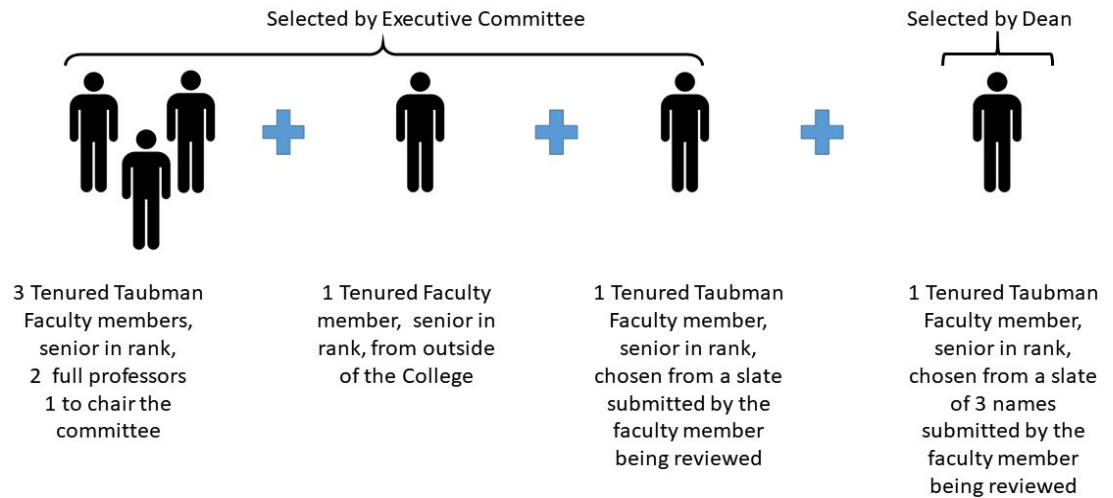 Selected by Executive Committee
Selected by Dean
3 Tenured Taubman
Faculty members,
senior in rank,
2 full professors
1 to chair the
committee
1 Tenured Faculty
member, senior in
rank, from outside
of the College
1 Tenured Taubman
Faculty member,
senior in rank,
chosen from a slate
submitted by the
faculty member
being reviewed
1 Tenured Taubman
Faculty member,
senior in rank,
chosen from a slate
of 3 names
submitted by the
faculty member
being reviewed